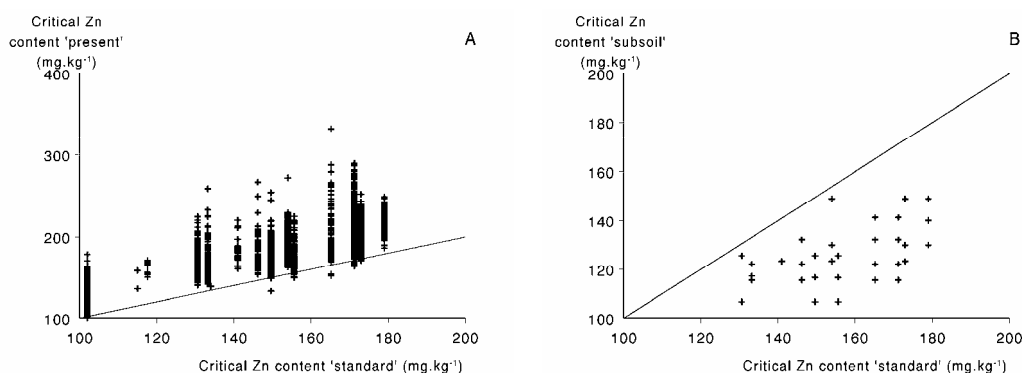 Critical Zn
content 'present'
(mg.kg⁻¹)
A
400
300
200
100
100 120 140 160 180 200
Critical Zn content 'standard' (mg.kg⁻¹)
Critical Zn
content 'subsoil'
(mg.kg⁻¹)
B
200
180
160
140
120
100
100 120 140 160 180 200
Critical Zn content 'standard' (mg.kg⁻¹)